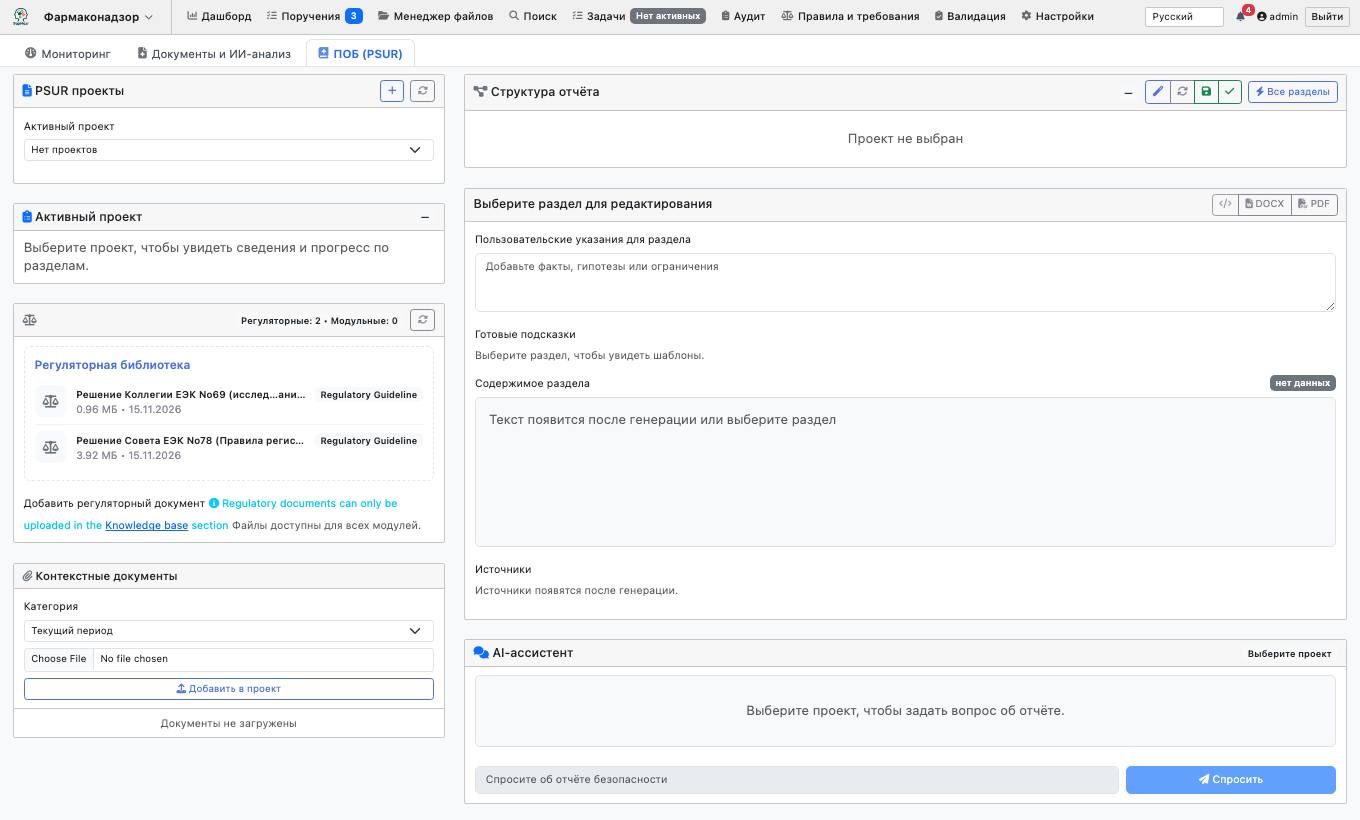 Фармаконадзор
Дашборд
Поручения 3
Менеджер файлов
Поиск
Задачи Нет активных
Аудит
Правила и требования
Валидация
Настройки
Русский
4
admin
Выйти
Мониторинг
Документы и ИИ-анализ
ПОБ (PSUR)
PSUR проекты
Активный проект
Нет проектов
Активный проект
Выберите проект, чтобы увидеть сведения и прогресс по
разделам.
Регуляторные: 2 • Модульные: 0
Регуляторная библиотека
Решение Коллегии ЕЭК №69 (исслед...ани... Regulatory Guideline
0.96 МБ • 15.11.2026
Решение Совета ЕЭК №78 (Правила регис... Regulatory Guideline
3.92 МБ • 15.11.2026
Добавить регуляторный документ Regulatory documents can only be
uploaded in the Knowledge base section Файлы доступны для всех модулей.
Контекстные документы
Категория
Текущий период
Choose File No file chosen
Добавить в проект
Документы не загружены
Структура отчёта
Все разделы
Проект не выбран
Выберите раздел для редактирования
</> DOCX PDF
Пользовательские указания для раздела
Добавьте факты, гипотезы или ограничения
Готовые подсказки
Выберите раздел, чтобы увидеть шаблоны.
Содержимое раздела
нет данных
Текст появится после генерации или выберите раздел
Источники
Источники появятся после генерации.
AI-ассистент
Выберите проект
Выберите проект, чтобы задать вопрос об отчёте.
Спросите об отчёте безопасности
Спросить